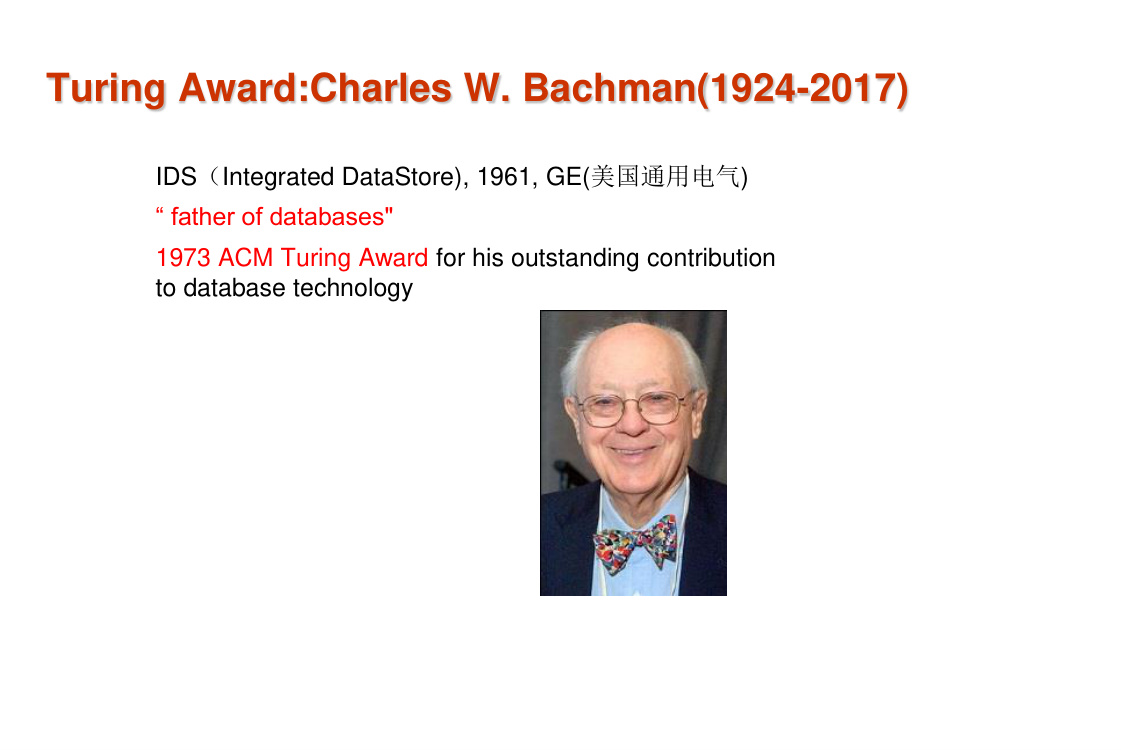 Turing Award:Charles W. Bachman(1924-2017)
IDS（Integrated DataStore), 1961, GE(美国通用电气)
“ father of databases"
1973 ACM Turing Award for his outstanding contribution
to database technology